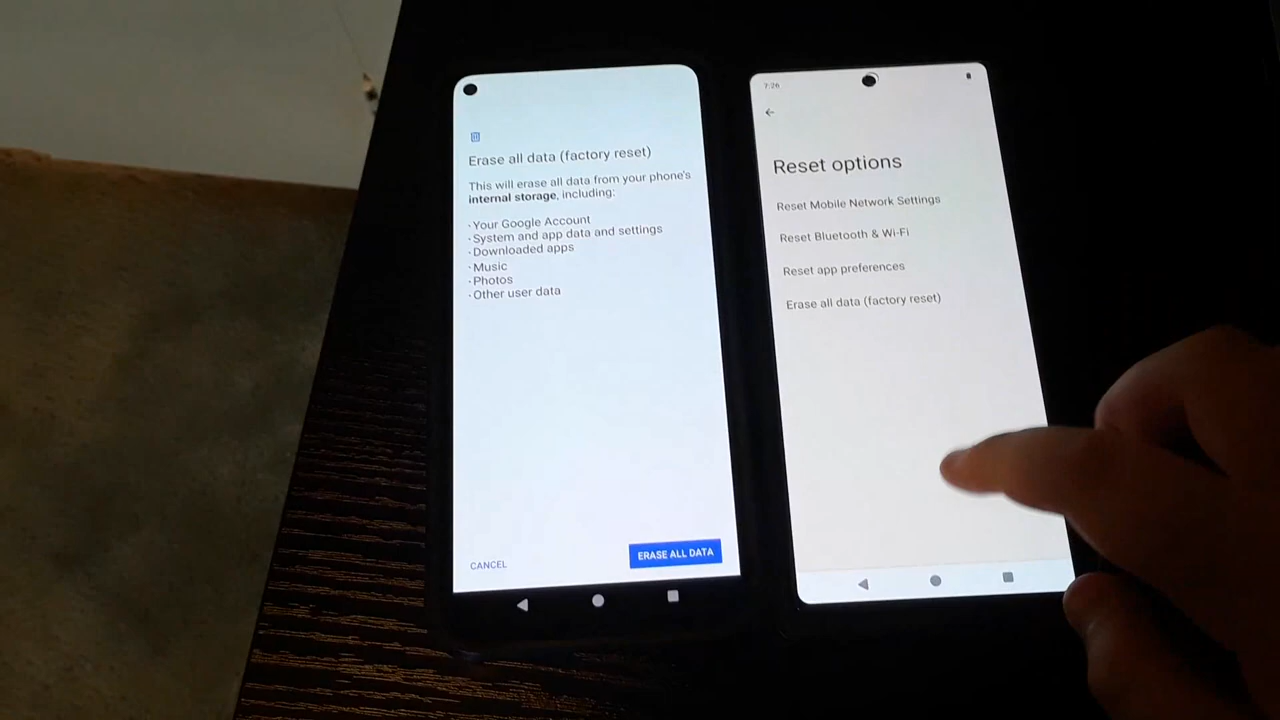 Erase all data (factory reset)
This will erase all data from your phone's
internal storage, including:
· Your Google Account
· System and app data and settings
· Downloaded apps
· Music
· Photos
· Other user data
CANCEL
ERASE ALL DATA
7:26
Reset options
Reset Mobile Network Settings
Reset Bluetooth & Wi-Fi
Reset app preferences
Erase all data (factory reset)